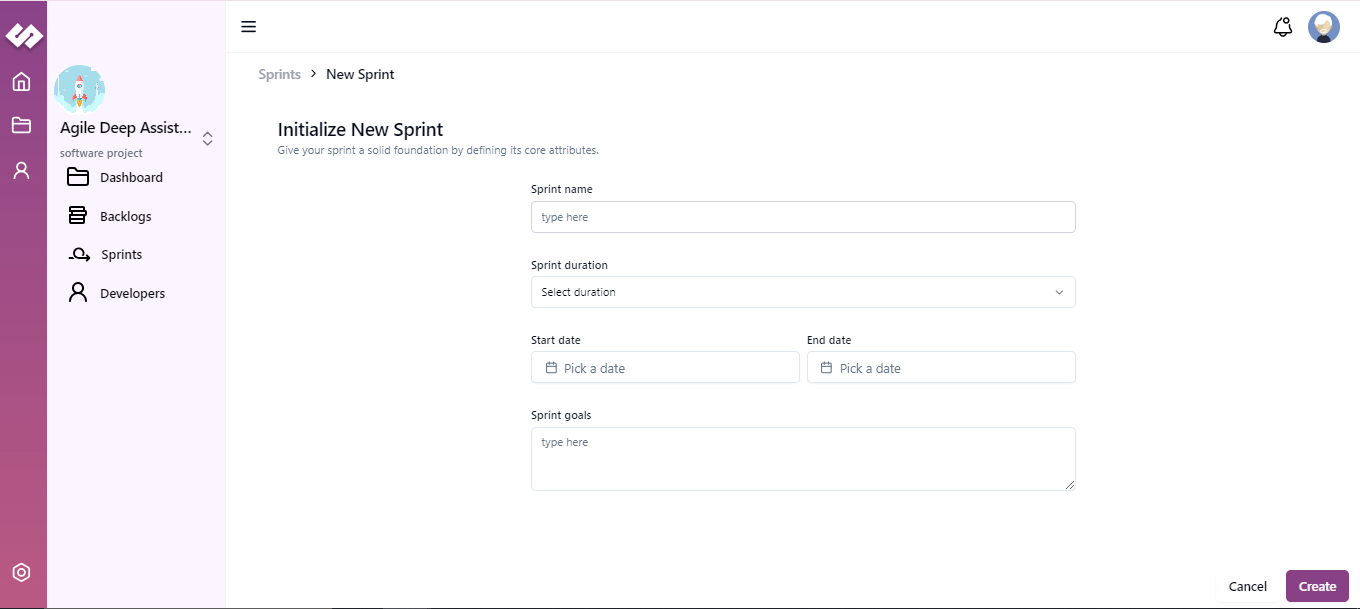 Sprints > New Sprint
Agile Deep Assist...
software project
Dashboard
Backlogs
Sprints
Developers
Initialize New Sprint
Give your sprint a solid foundation by defining its core attributes.
Sprint name
type here
Sprint duration
Select duration
Start date End date
Pick a date Pick a date
Sprint goals
type here
Cancel Create